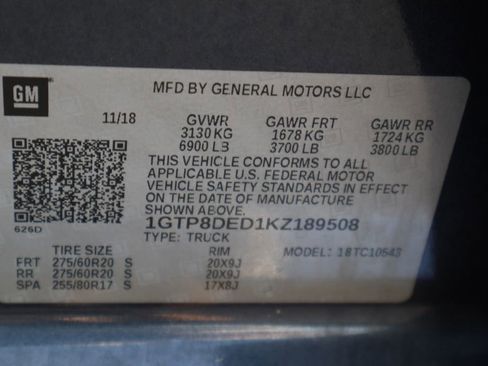 GM
MFD BY GENERAL MOTORS LLC
11/18 GVWR GAWR FRT GAWR RR
3130 KG 1678 KG 1724 KG
6900 LB 3700 LB 3800 LB
THIS VEHICLE CONFORMS TO ALL
APPLICABLE U.S. FEDERAL MOTOR
VEHICLE SAFETY STANDARDS IN EFFECT
ON THE DATE OF MANUFACTURE
SHOWN ABOVE.
626D
1GTP8DED1KZ189508
TYPE: TRUCK MODEL: 18TC10543
TIRE SIZE RIM
FRT 275/60R20 S 20X9J
RR 275/60R20 S 20X9J
SPA 255/80R17 S 17X8J